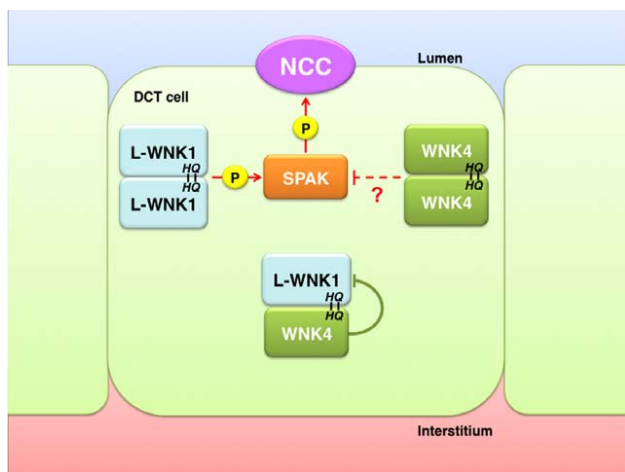 NCC
Lumen
DCT cell
P
L-WNK1
HQ
HQ
L-WNK1
P
SPAK
?
WNK4
HQ
HQ
WNK4
L-WNK1
HQ
HQ
WNK4
Interstitium